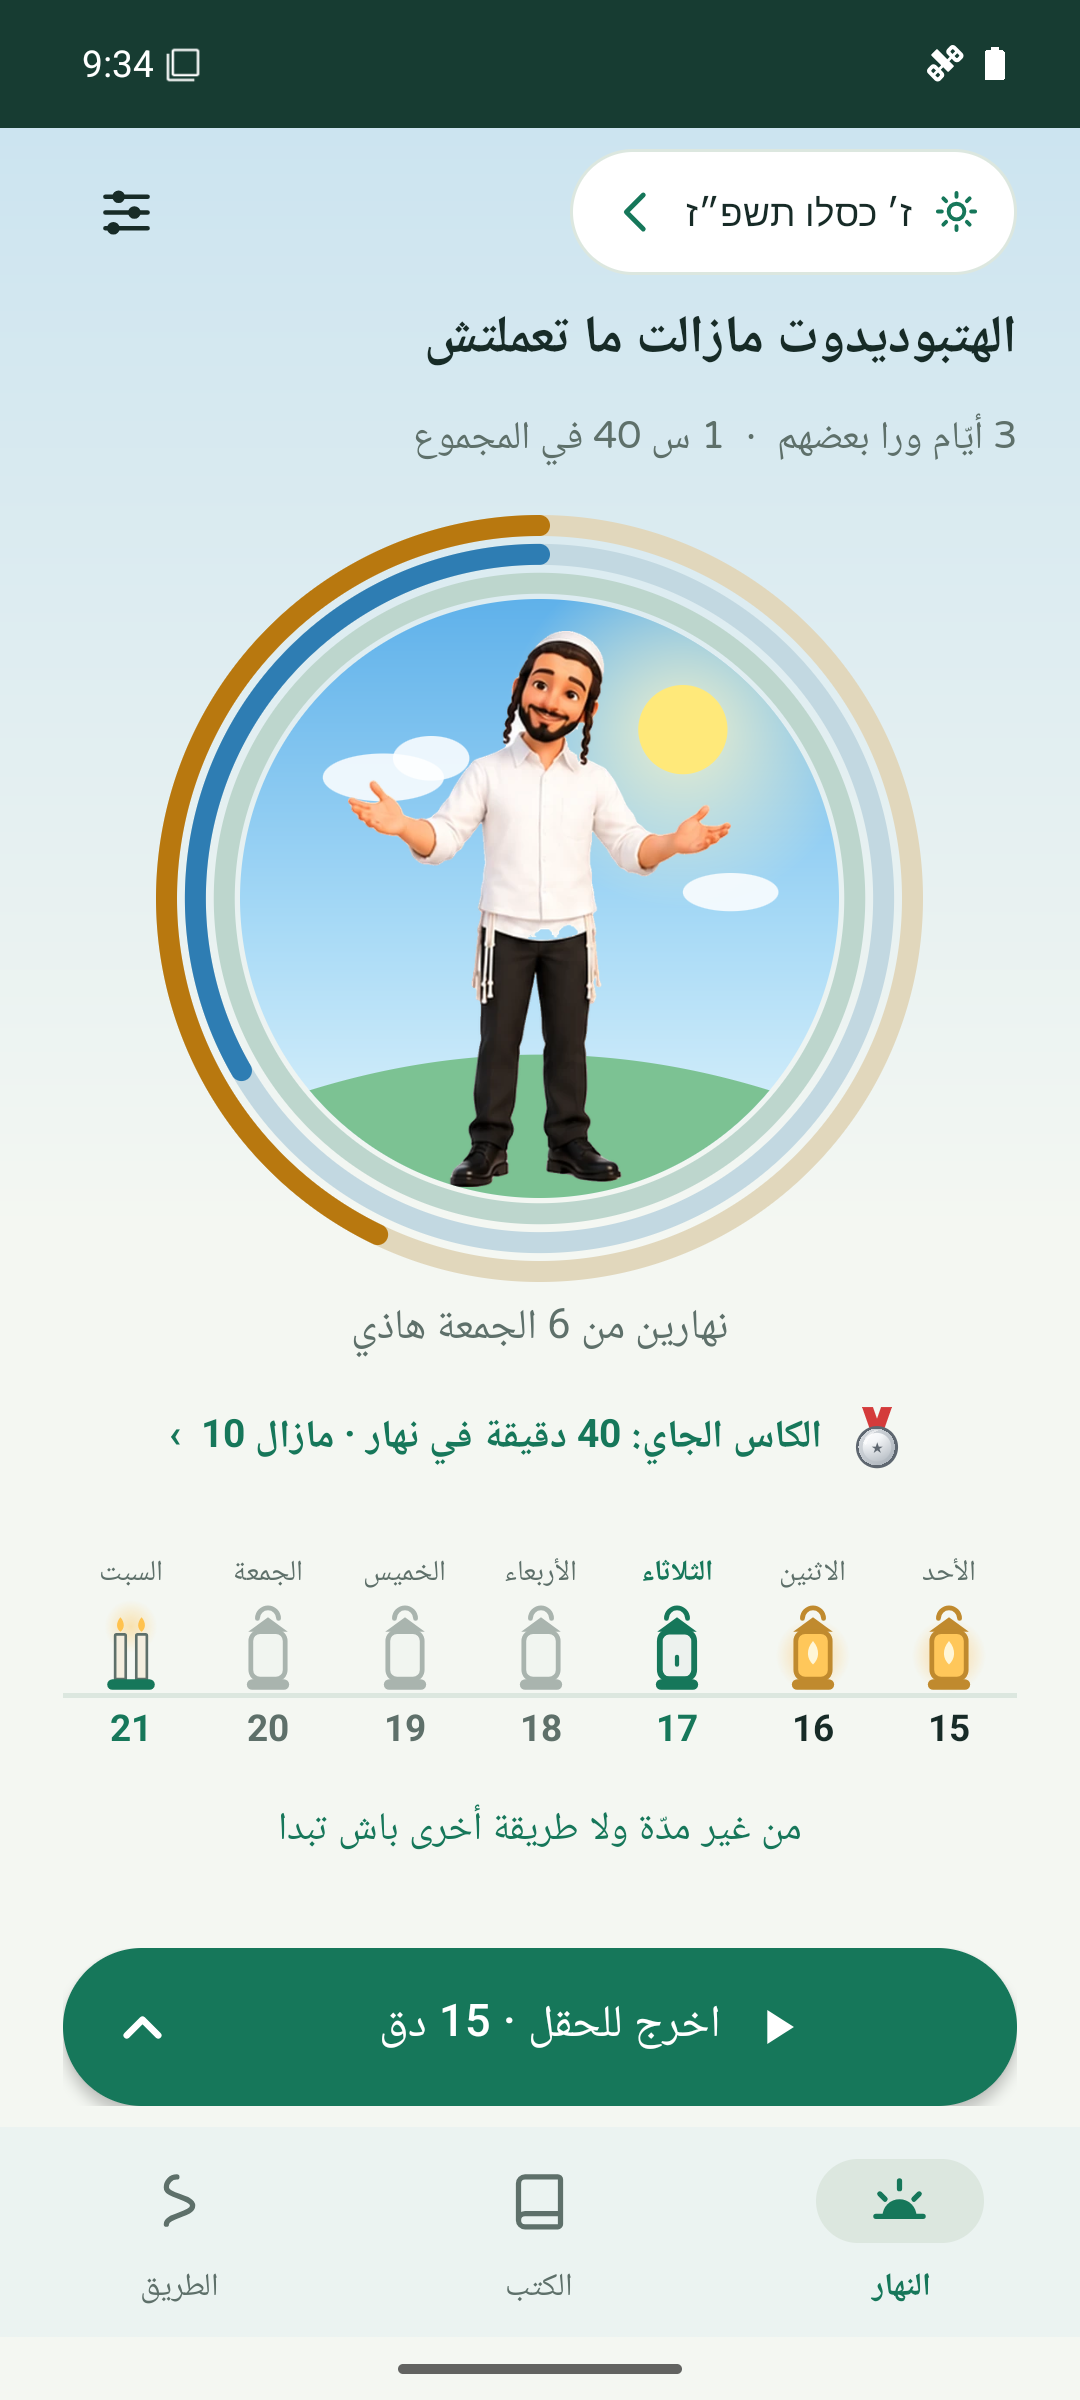 9:34
ז׳ כסלו תשפ״ז
الهتبوديدوت مازالت ما تعملتش
3 أيّام ورا بعضهم · 1 س 40 في المجموع
نهارين من 6 الجمعة هاذي
الكاس الجاي: 40 دقيقة في نهار · مازال 10 ›
الأحد الاثنين الثلاثاء الأربعاء الخميس الجمعة السبت
15 16 17 18 19 20 21
من غير مدّة ولا طريقة أخرى باش تبدا
اخرج للحقل · 15 دق
النهار الكتب الطريق